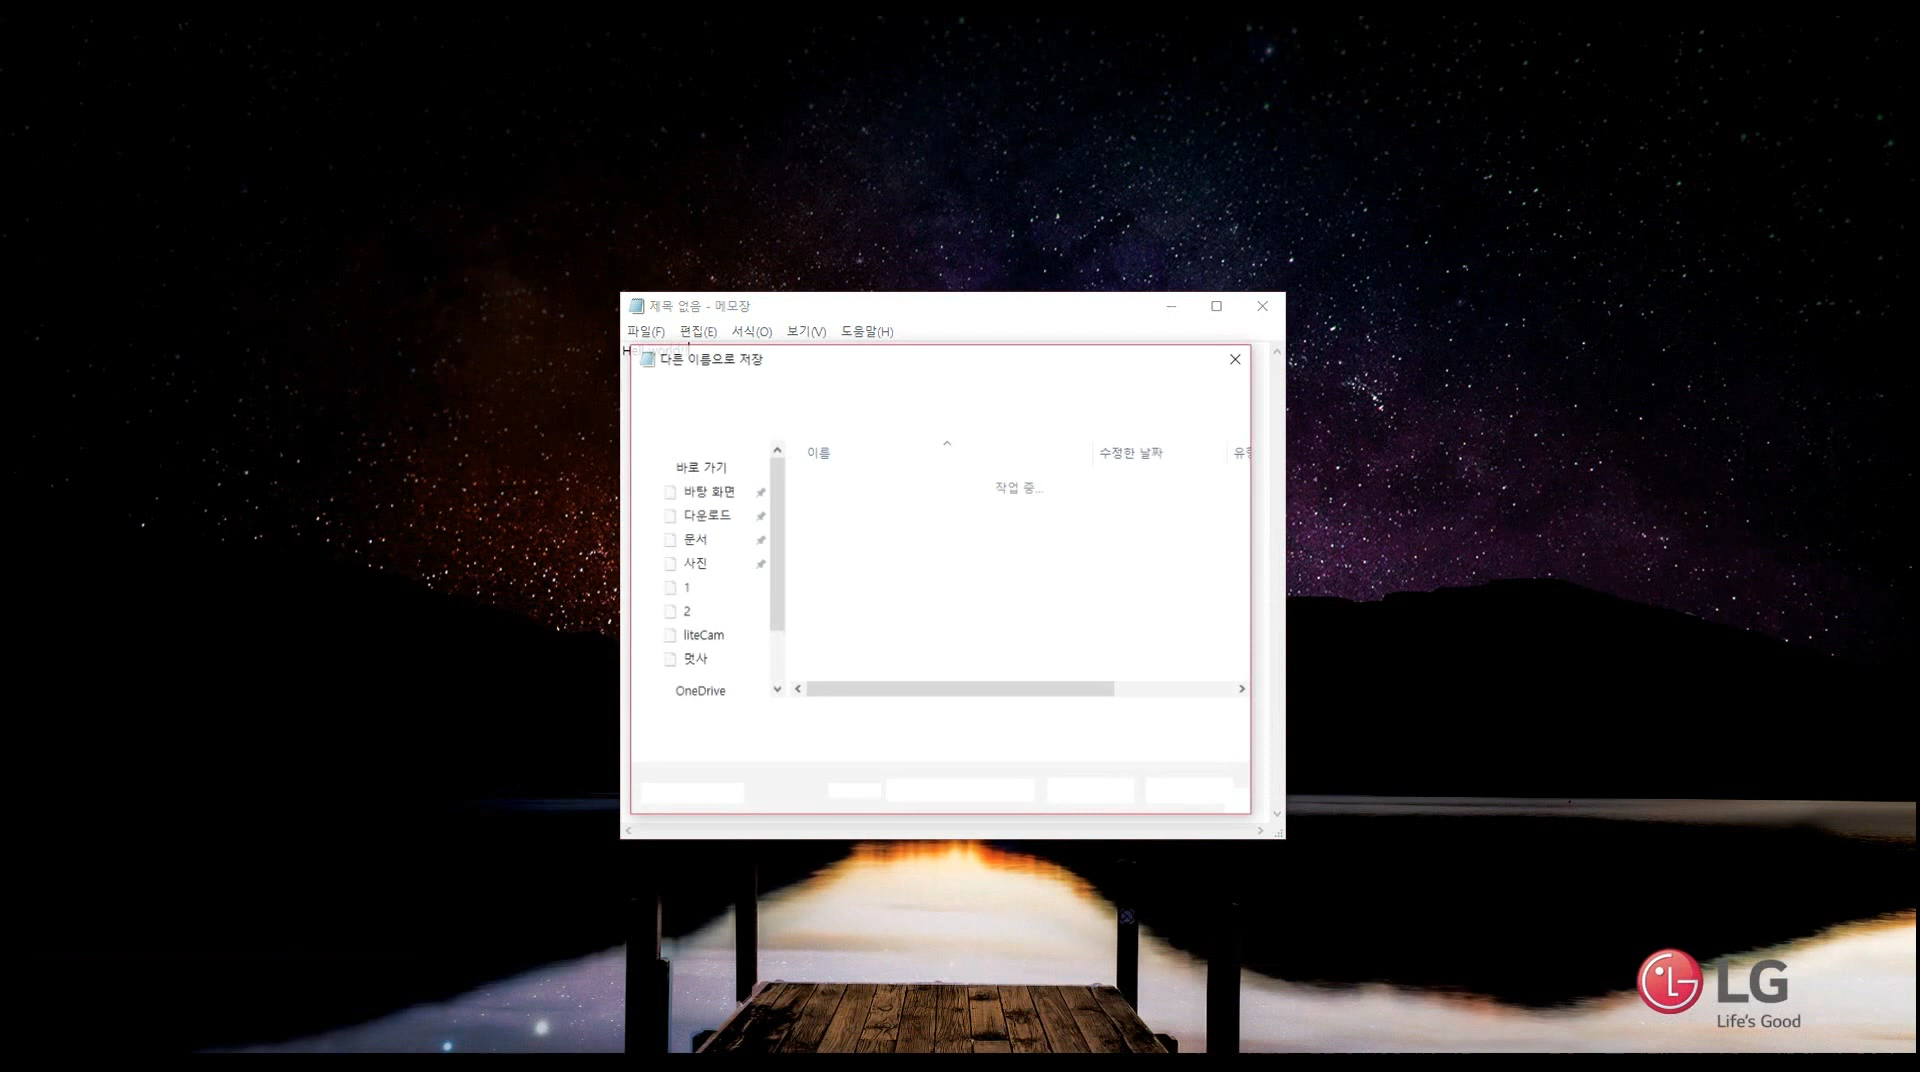 제목 없음 - 메모장
파일(F) 편집(E) 서식(O) 보기(V) 도움말(H)
다른 이름으로 저장
이름 수정한 날짜
바로 가기
작업 중...
바탕 화면
다운로드
문서
사진
1
2
liteCam
멋사
OneDrive
LG
Life's Good